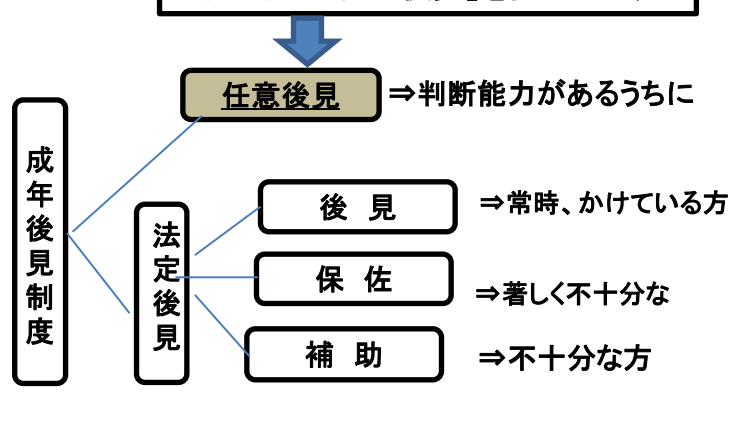 任意後見 ⇒判断能力があるうちに
成年後見制度
法定後見
後 見 ⇒常時、かけている方
保 佐 ⇒著しく不十分な
補 助 ⇒不十分な方